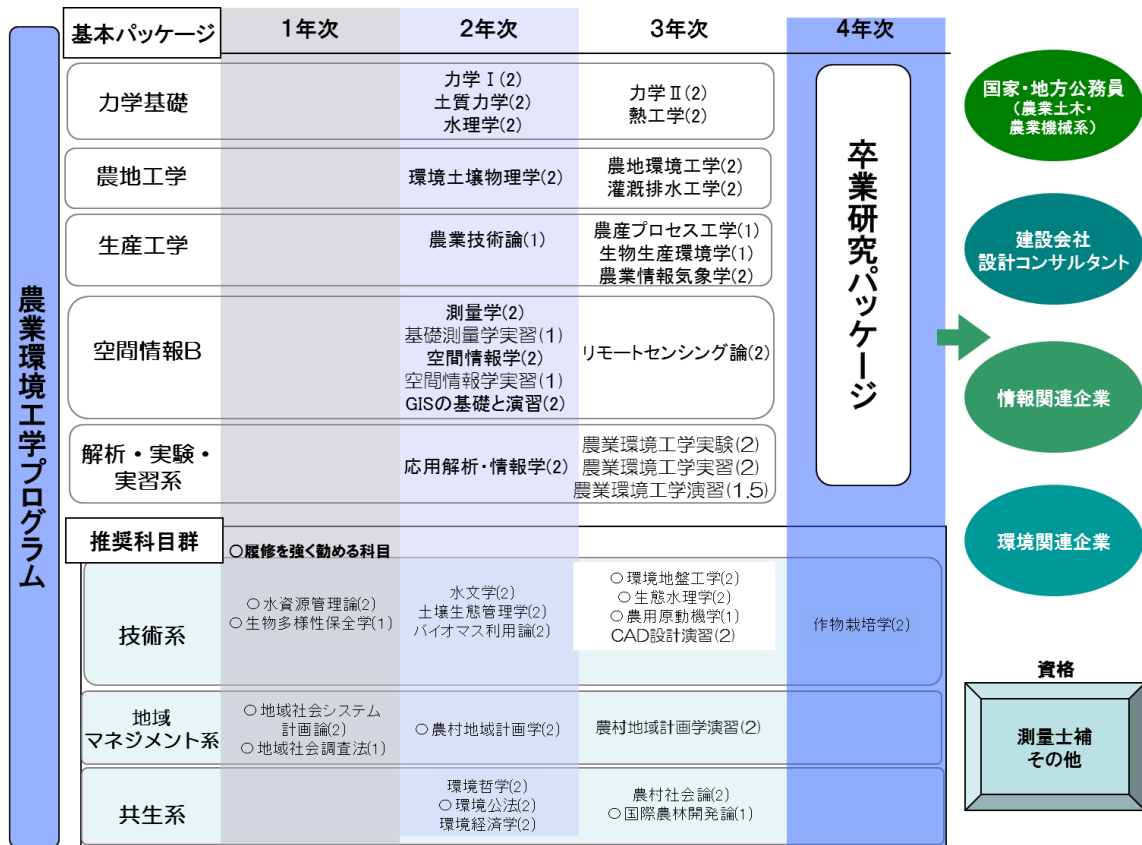 農業環境工学プログラム
基本パッケージ
1年次
2年次
3年次
4年次
力学基礎
力学Ⅰ(2)
土質力学(2)
水理学(2)
力学Ⅱ(2)
熱工学(2)
農地工学
環境土壌物理学(2)
農地環境工学(2)
灌漑排水工学(2)
生産工学
農業技術論(1)
農産プロセス工学(1)
生物生産環境学(1)
農業情報気象学(2)
空間情報B
測量学(2)
基礎測量学実習(1)
空間情報学(2)
空間情報学実習(1)
GISの基礎と演習(2)
リモートセンシング論(2)
解析・実験・
実習系
応用解析・情報学(2)
農業環境工学実験(2)
農業環境工学実習(2)
農業環境工学演習(1.5)
卒業研究パッケージ
推奨科目群
○履修を強く勧める科目
技術系
○水資源管理論(2)
○生物多様性保全学(1)
水文学(2)
土壌生態管理学(2)
バイオマス利用論(2)
○環境地盤工学(2)
○生態水理学(2)
○農用原動機学(1)
CAD設計演習(2)
作物栽培学(2)
地域
マネジメント系
○地域社会システム
計画論(2)
○地域社会調査法(1)
○農村地域計画学(2)
農村地域計画学演習(2)
共生系
環境哲学(2)
○環境公法(2)
環境経済学(2)
農村社会論(2)
○国際農林開発論(1)
国家・地方公務員
(農業土木・
農業機械系)
建設会社
設計コンサルタント
情報関連企業
環境関連企業
資格
測量士補
その他